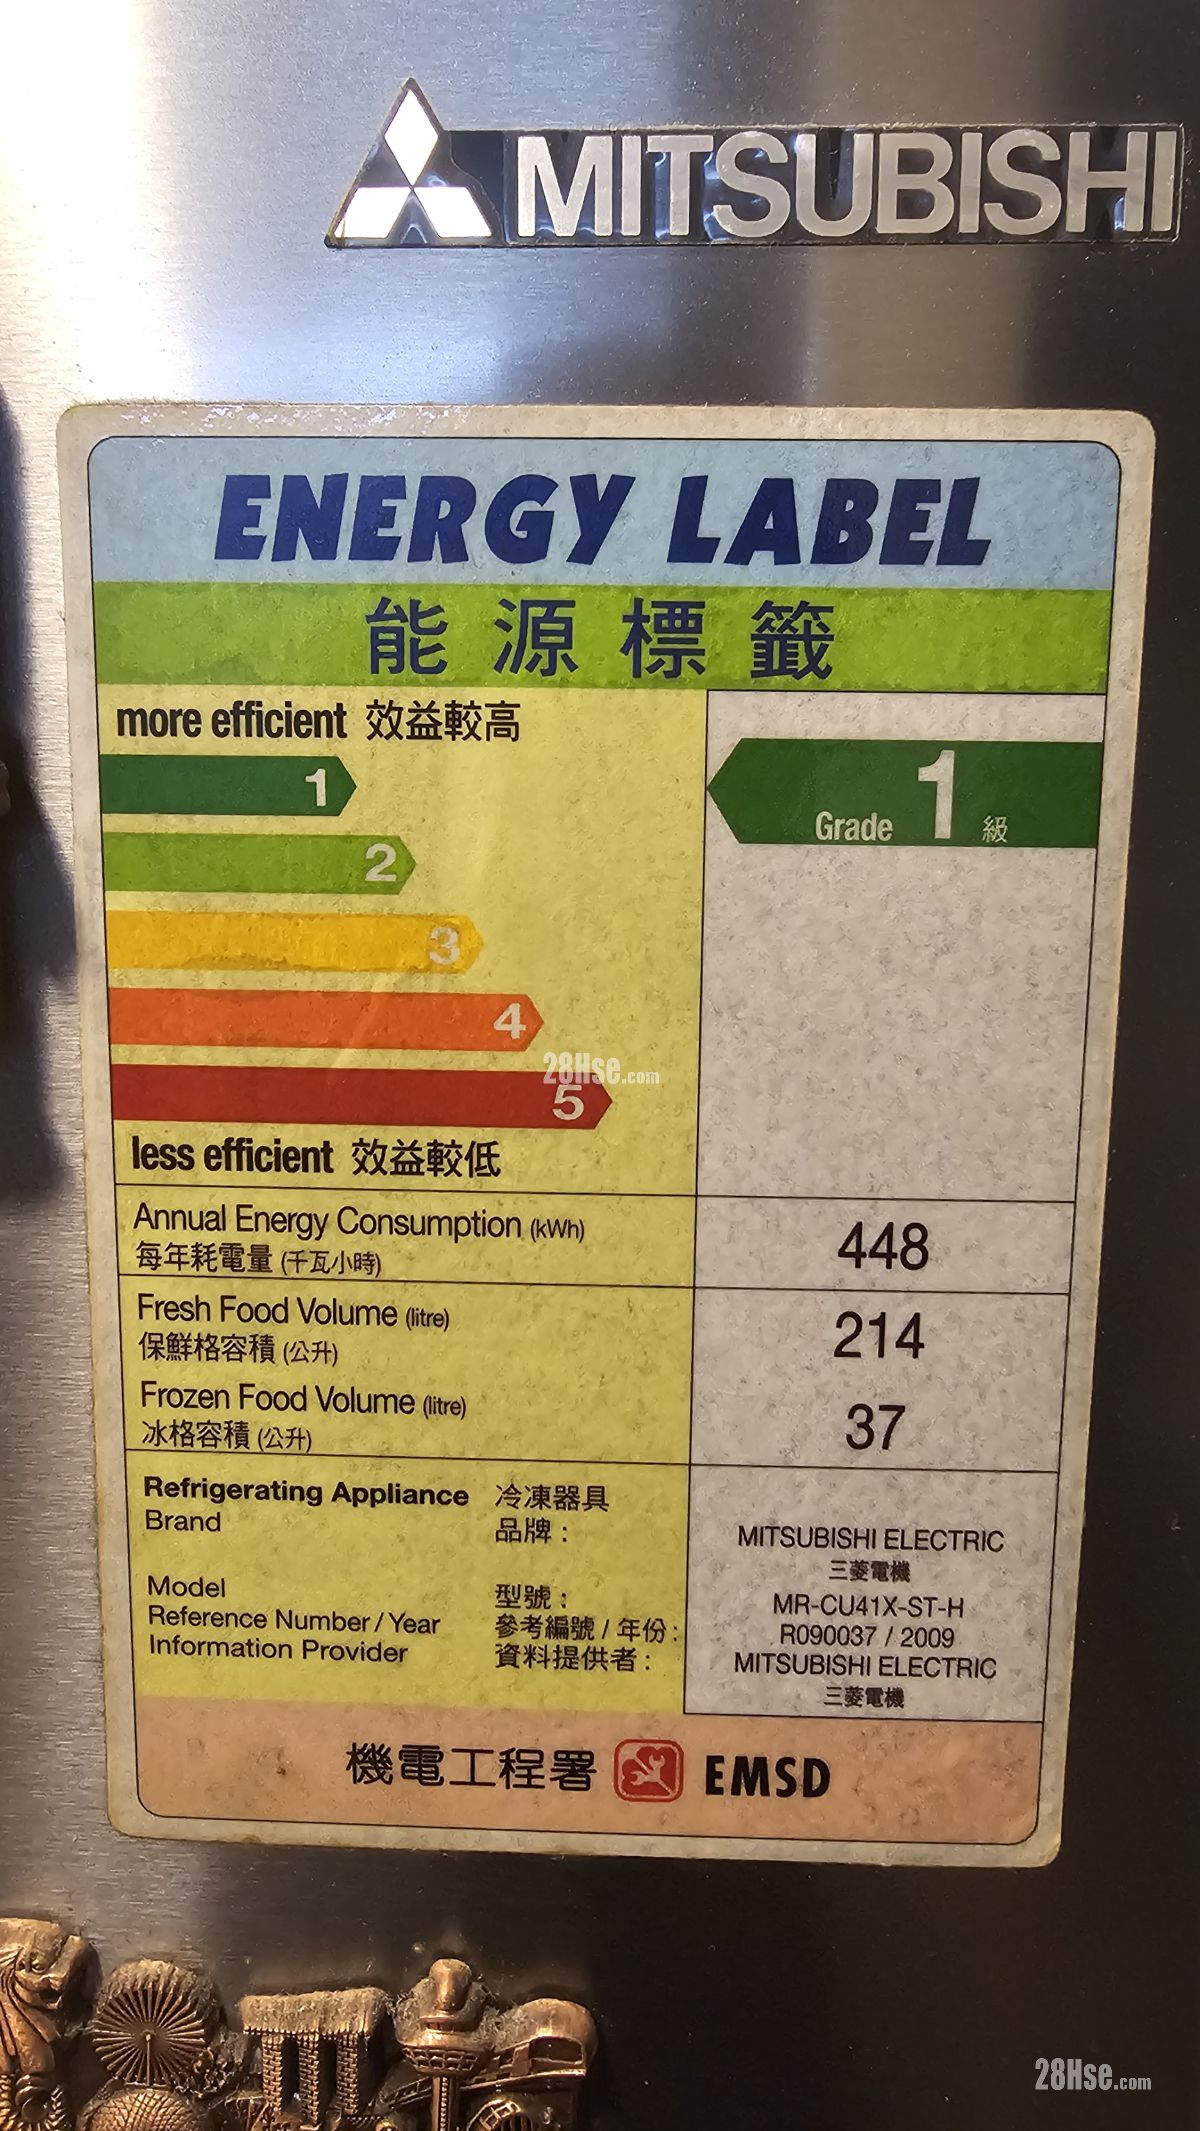 MITSUBISHI
ENERGY LABEL
能源標籤
more efficient 效益較高
1
2
3
4
5
less efficient 效益較低
Grade 1 級
Annual Energy Consumption (kWh) 448
每年耗電量 (千瓦小時)
Fresh Food Volume (litre) 214
保鮮格容積 (公升)
Frozen Food Volume (litre) 37
冰格容積 (公升)
Refrigerating Appliance 冷凍器具
Brand 品牌 : MITSUBISHI ELECTRIC
三菱電機
Model 型號 : MR-CU41X-ST-H
Reference Number / Year 參考編號 / 年份 : R090037 / 2009
Information Provider 資料提供者 : MITSUBISHI ELECTRIC
三菱電機
機電工程署 EMSD
28Hse.com
28Hse.com